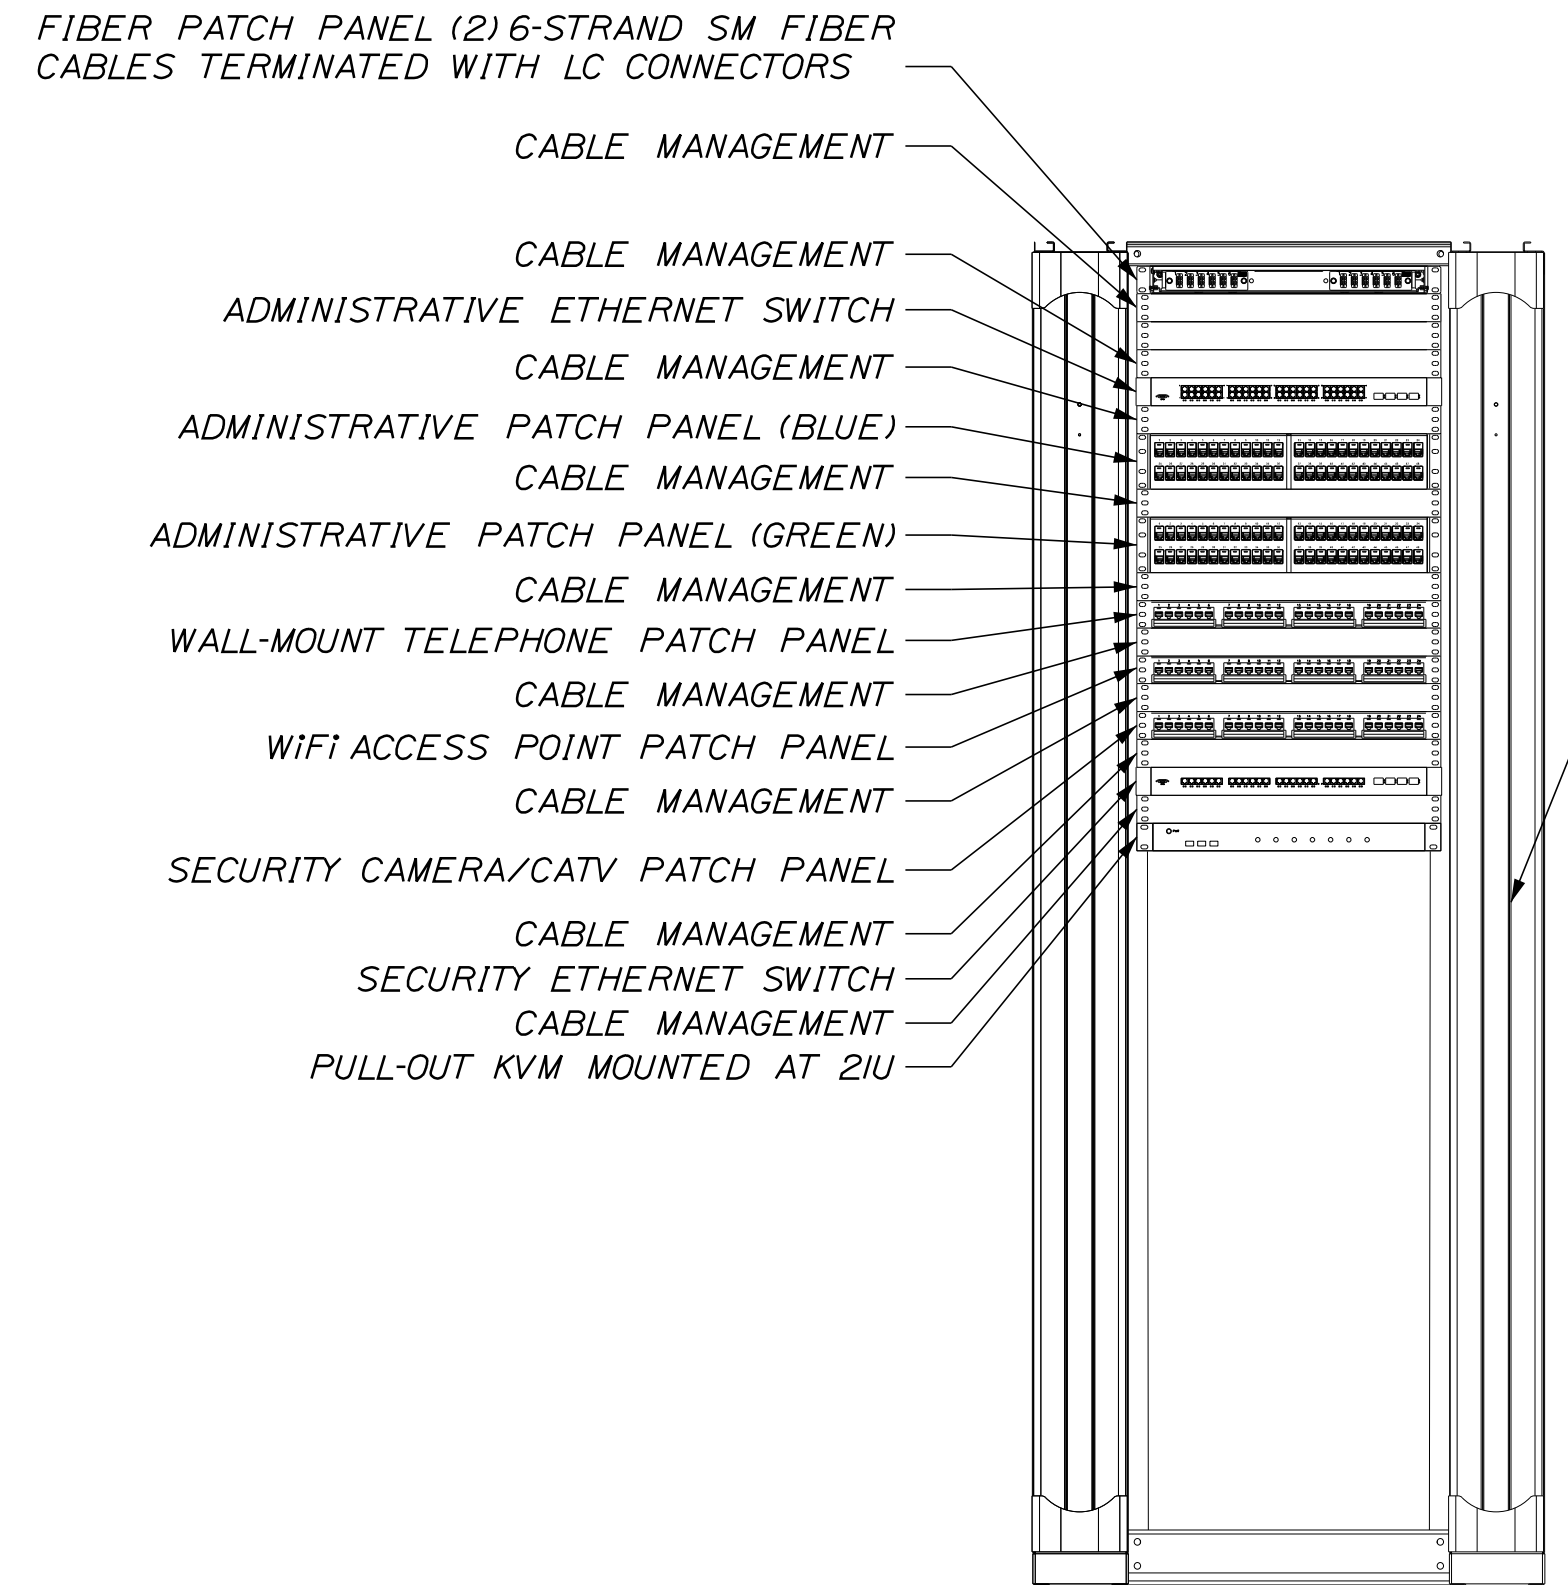 FIBER PATCH PANEL (2) 6-STRAND SM FIBER
CABLES TERMINATED WITH LC CONNECTORS
CABLE MANAGEMENT
CABLE MANAGEMENT
ADMINISTRATIVE ETHERNET SWITCH
CABLE MANAGEMENT
ADMINISTRATIVE PATCH PANEL (BLUE)
CABLE MANAGEMENT
ADMINISTRATIVE PATCH PANEL (GREEN)
CABLE MANAGEMENT
WALL-MOUNT TELEPHONE PATCH PANEL
CABLE MANAGEMENT
WiFi ACCESS POINT PATCH PANEL
CABLE MANAGEMENT
SECURITY CAMERA/CATV PATCH PANEL
CABLE MANAGEMENT
SECURITY ETHERNET SWITCH
CABLE MANAGEMENT
PULL-OUT KVM MOUNTED AT 21U